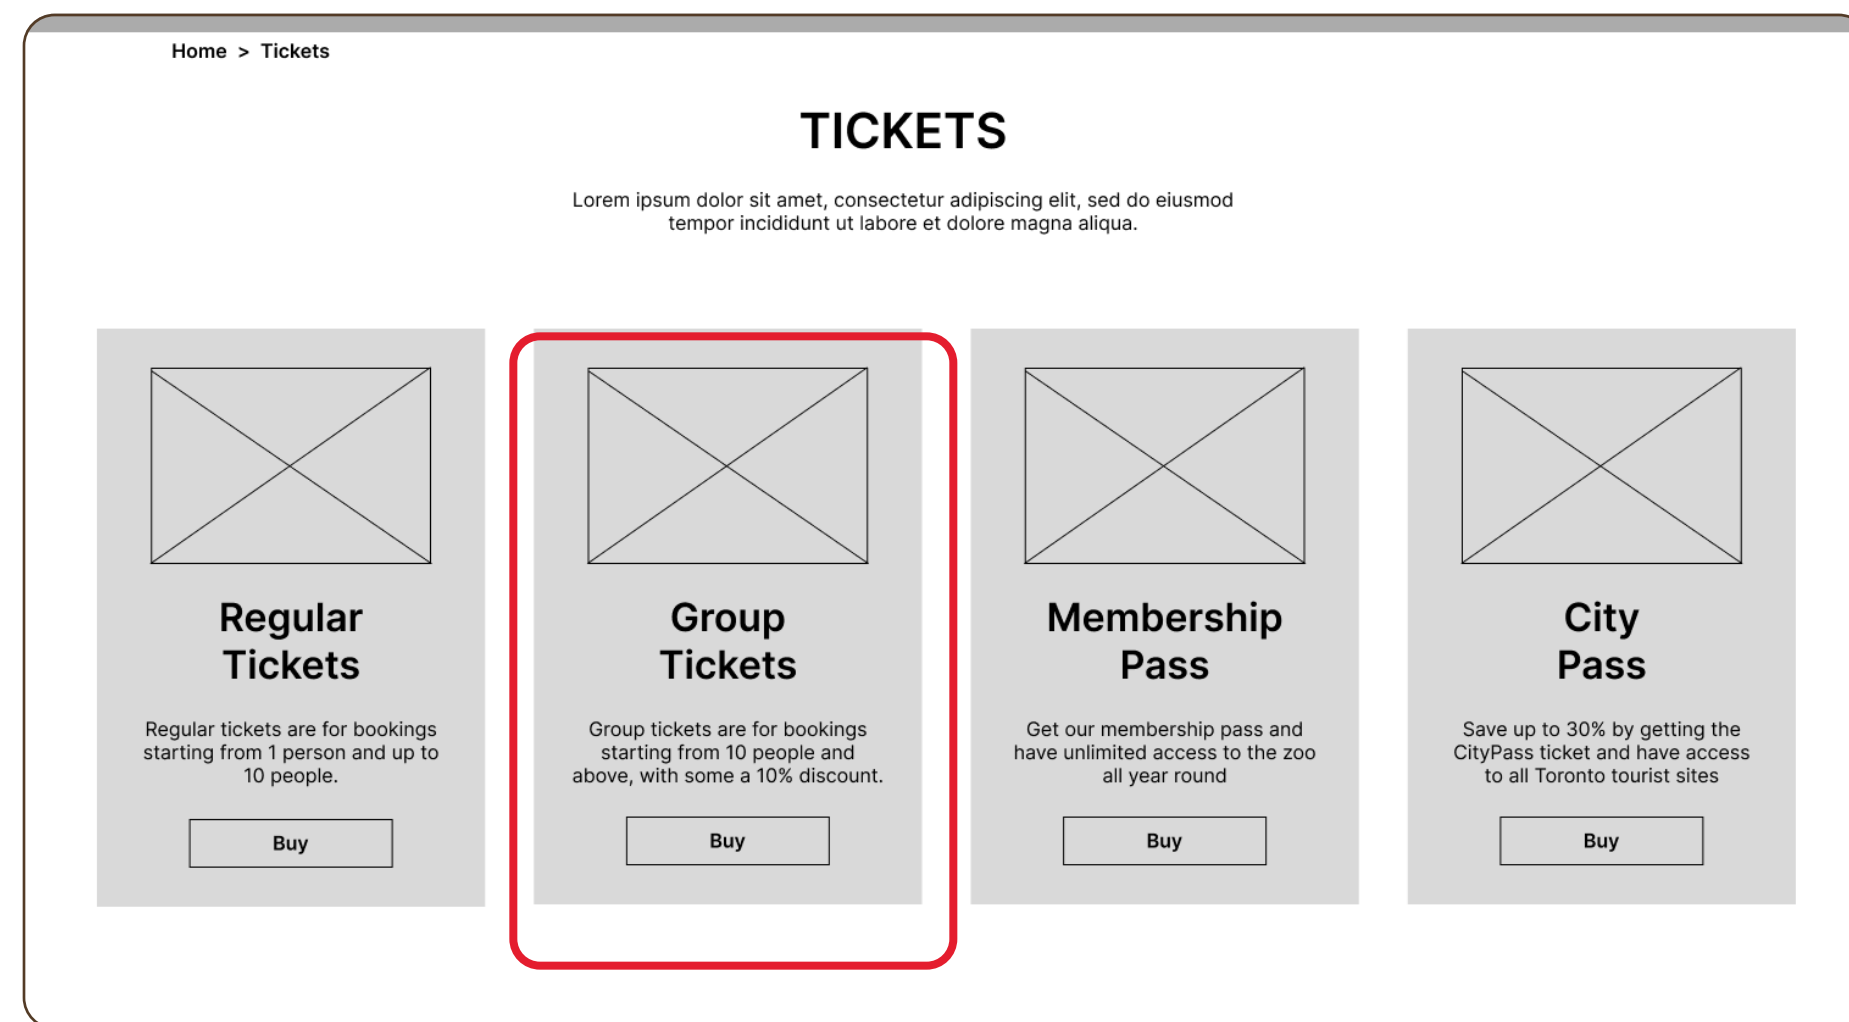 Home > Tickets
TICKETS
Lorem ipsum dolor sit amet, consectetur adipiscing elit, sed do eiusmod
tempor incididunt ut labore et dolore magna aliqua.
Regular
Tickets
Regular tickets are for bookings
starting from 1 person and up to
10 people.
Buy
Group
Tickets
Group tickets are for bookings
starting from 10 people and
above, with some a 10% discount.
Buy
Membership
Pass
Get our membership pass and
have unlimited access to the zoo
all year round
Buy
City
Pass
Save up to 30% by getting the
CityPass ticket and have access
to all Toronto tourist sites
Buy